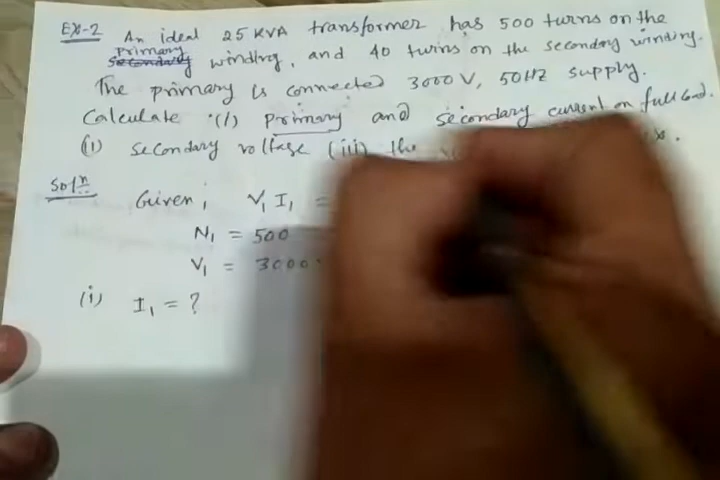 Ex-2 An ideal 25 KVA transformer has 500 turns on the
Primary
Secondary winding, and 40 turns on the secondary winding.
The primary is connected 3000 V, 50HZ supply.
Calculate (i) Primary and secondary current on full load.
(ii) secondary voltage (iii) the
Solⁿ Given, V₁ I₁ =
N₁ = 500
V₁ = 3000
(i) I₁ = ?